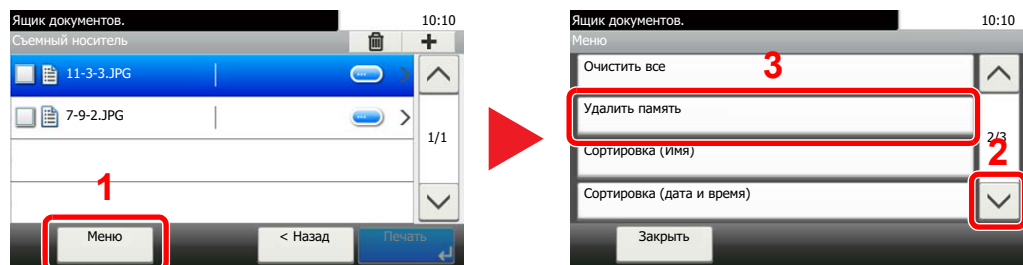 Ящик документов. 10:10
Съемный носитель
11-3-3.JPG
7-9-2.JPG
1/1
1
Меню < Назад Печать
Ящик документов. 10:10
Меню
Очистить все
3
Удалить память
2/3
Сортировка (Имя)
2
Сортировка (дата и время)
Закрыть